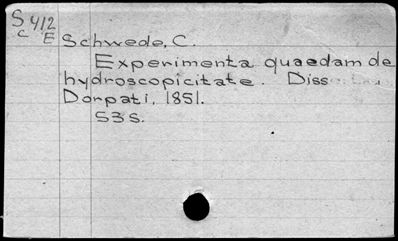 S 412
C E
Schwede, C.
Experimenta quaedam de
hydroscopicitate. Diss
Dorpati, 1851.
53 S.